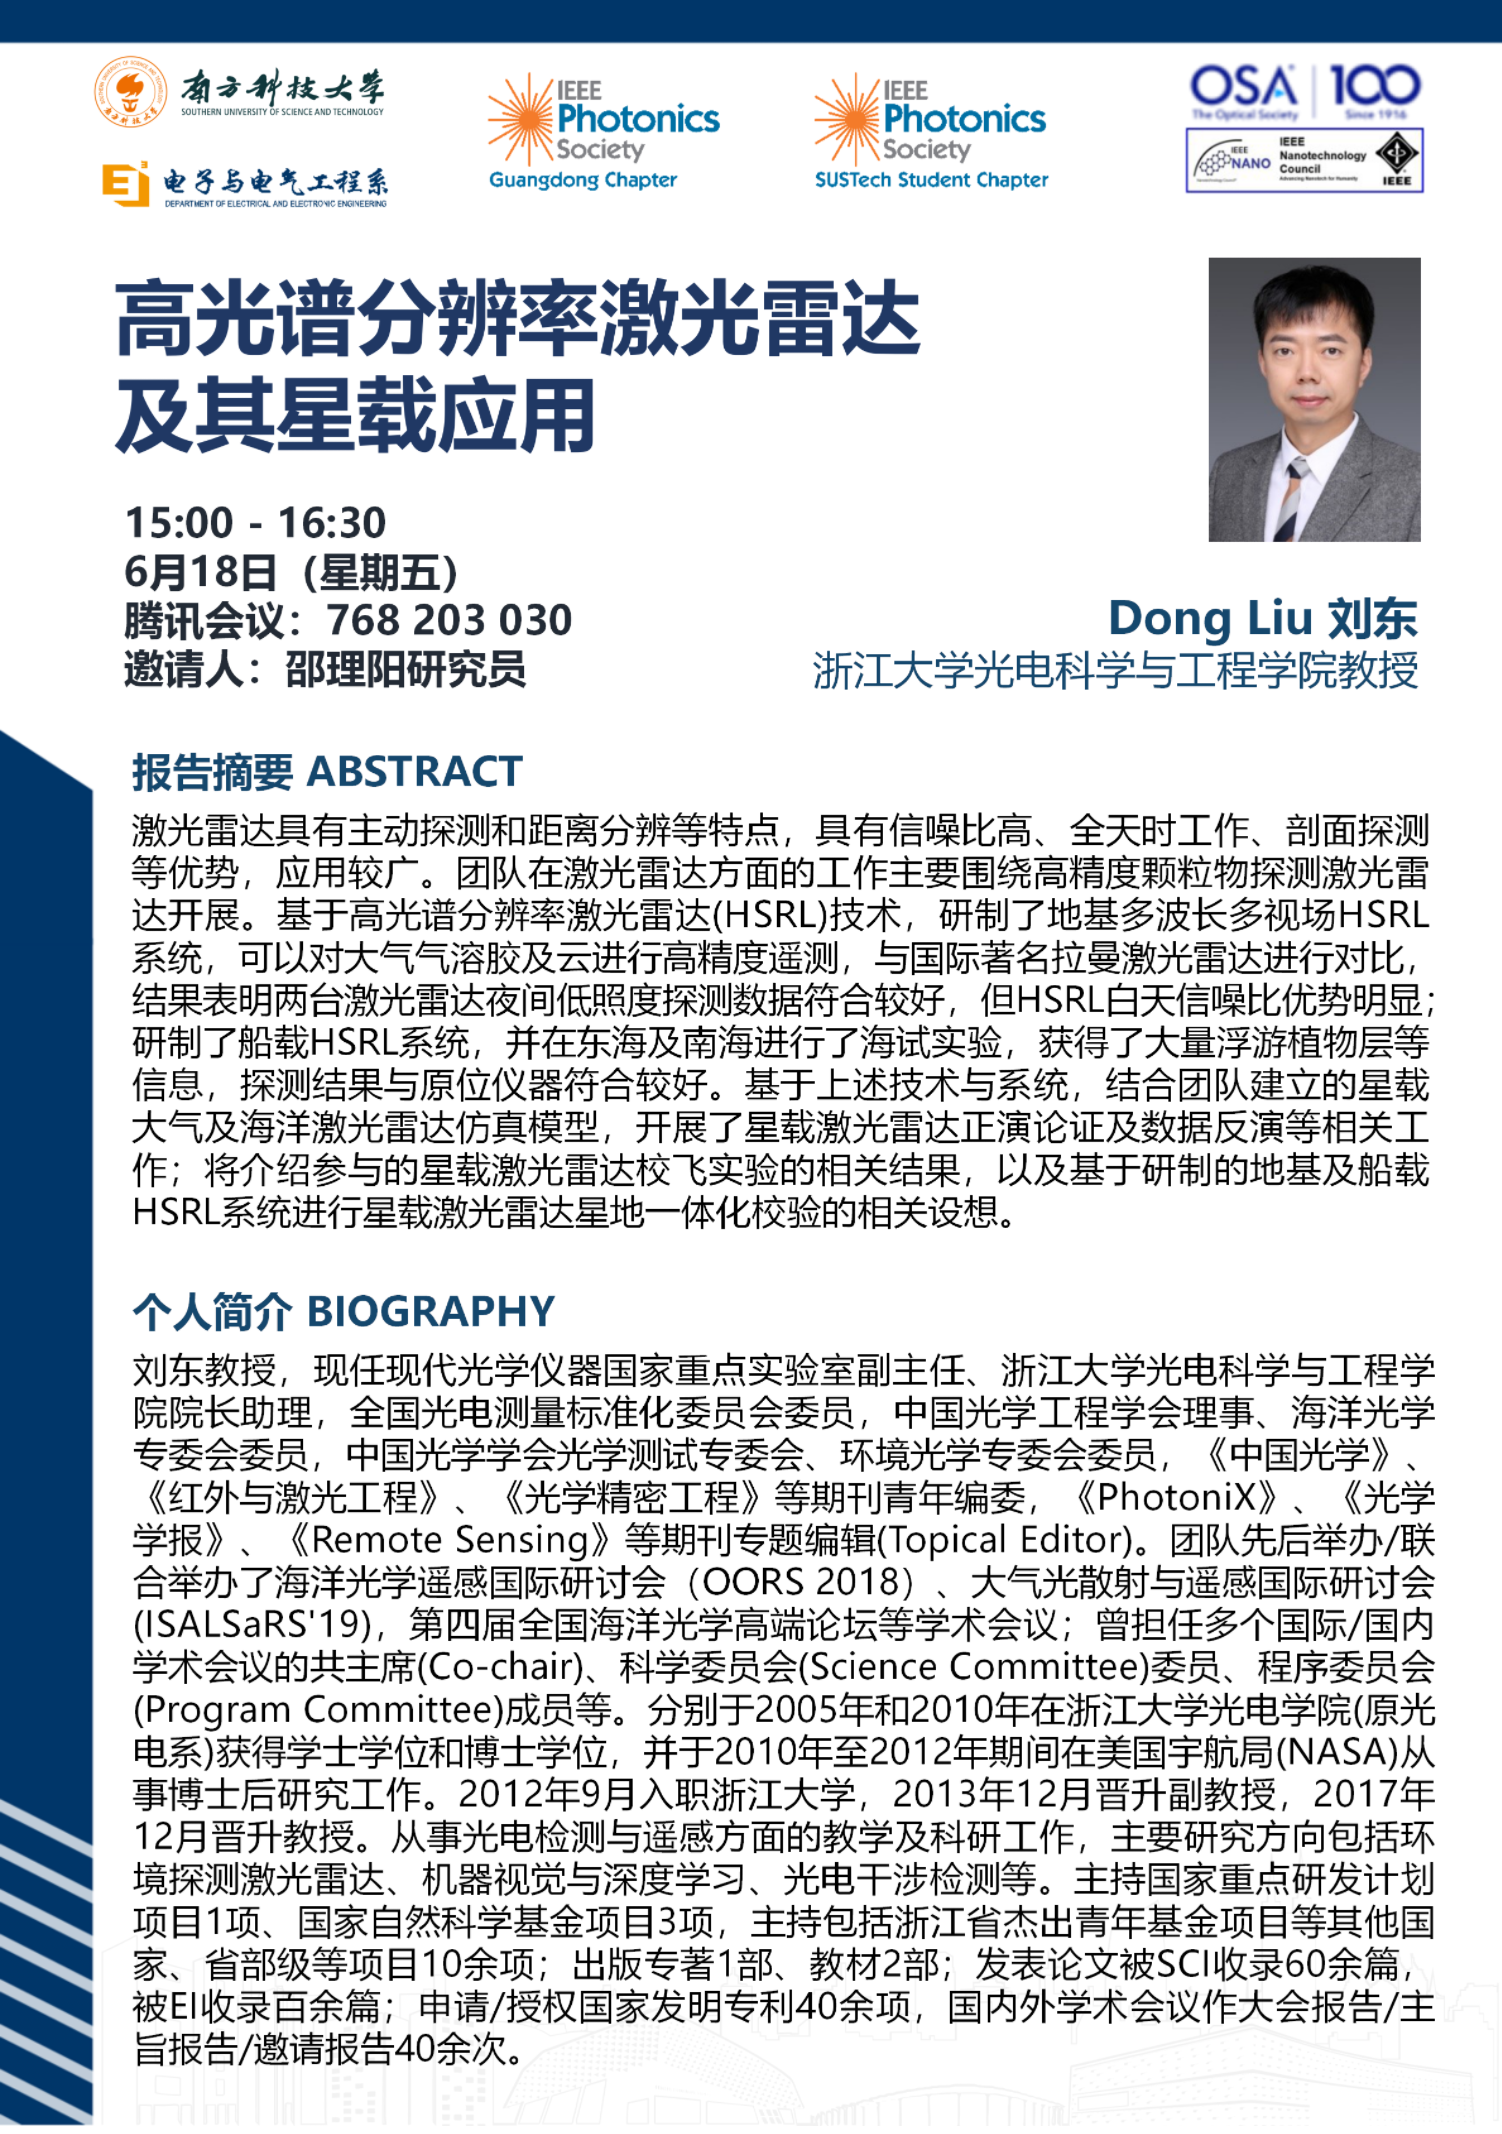 南方科技大学
SOUTHERN UNIVERSITY OF SCIENCE AND TECHNOLOGY
电子与电气工程系
DEPARTMENT OF ELECTRICAL AND ELECTRONIC ENGINEERING
IEEE
Photonics
Society
Guangdong Chapter
IEEE
Photonics
Society
SUSTech Student Chapter
OSA 100
The Optical Society Since 1916
IEEE
NANO
IEEE
Nanotechnology
Council
Advancing Nanotech for Humanity
IEEE
高光谱分辨率激光雷达
及其星载应用
15:00 - 16:30
6月18日（星期五）
腾讯会议：768 203 030
邀请人：邵理阳研究员
Dong Liu 刘东
浙江大学光电科学与工程学院教授
报告摘要 ABSTRACT
激光雷达具有主动探测和距离分辨等特点，具有信噪比高、全天时工作、剖面探测
等优势，应用较广。团队在激光雷达方面的工作主要围绕高精度颗粒物探测激光雷
达开展。基于高光谱分辨率激光雷达(HSRL)技术，研制了地基多波长多视场HSRL
系统，可以对大气气溶胶及云进行高精度遥测，与国际著名拉曼激光雷达进行对比，
结果表明两台激光雷达夜间低照度探测数据符合较好，但HSRL白天信噪比优势明显；
研制了船载HSRL系统，并在东海及南海进行了海试实验，获得了大量浮游植物层等
信息，探测结果与原位仪器符合较好。基于上述技术与系统，结合团队建立的星载
大气及海洋激光雷达仿真模型，开展了星载激光雷达正演论证及数据反演等相关工
作；将介绍参与的星载激光雷达校飞实验的相关结果，以及基于研制的地基及船载
HSRL系统进行星载激光雷达星地一体化校验的相关设想。
个人简介 BIOGRAPHY
刘东教授，现任现代光学仪器国家重点实验室副主任、浙江大学光电科学与工程学
院院长助理，全国光电测量标准化委员会委员，中国光学工程学会理事、海洋光学
专委会委员，中国光学学会光学测试专委会、环境光学专委会委员，《中国光学》、
《红外与激光工程》、《光学精密工程》等期刊青年编委，《PhotoniX》、《光学
学报》、《Remote Sensing》等期刊专题编辑(Topical Editor)。团队先后举办/联
合举办了海洋光学遥感国际研讨会（OORS 2018）、大气光散射与遥感国际研讨会
(ISALSaRS'19)，第四届全国海洋光学高端论坛等学术会议；曾担任多个国际/国内
学术会议的共主席(Co-chair)、科学委员会(Science Committee)委员、程序委员会
(Program Committee)成员等。分别于2005年和2010年在浙江大学光电学院(原光
电系)获得学士学位和博士学位，并于2010年至2012年期间在美国宇航局(NASA)从
事博士后研究工作。2012年9月入职浙江大学，2013年12月晋升副教授，2017年
12月晋升教授。从事光电检测与遥感方面的教学及科研工作，主要研究方向包括环
境探测激光雷达、机器视觉与深度学习、光电干涉检测等。主持国家重点研发计划
项目1项、国家自然科学基金项目3项，主持包括浙江省杰出青年基金项目等其他国
家、省部级等项目10余项；出版专著1部、教材2部；发表论文被SCI收录60余篇，
被EI收录百余篇；申请/授权国家发明专利40余项，国内外学术会议作大会报告/主
旨报告/邀请报告40余次。